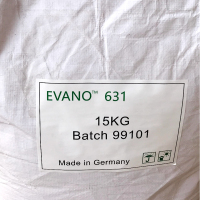 EVANO™ 631
15KG
Batch 99101
Made in Germany